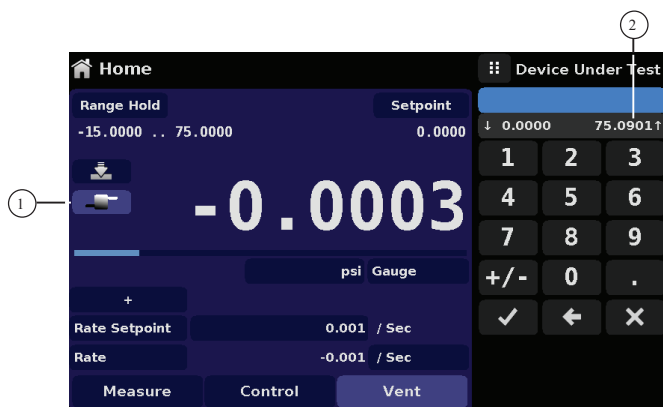 2
Home
Device Under Test
Range Hold
Setpoint
-15.0000 .. 75.0000
0.0000
↓ 0.0000
75.0901↑
1 2 3
-0.0003
1
4 5 6
7 8 9
psi Gauge
+/- 0 .
+
Rate Setpoint 0.001 / Sec
Rate -0.001 / Sec
Measure Control Vent